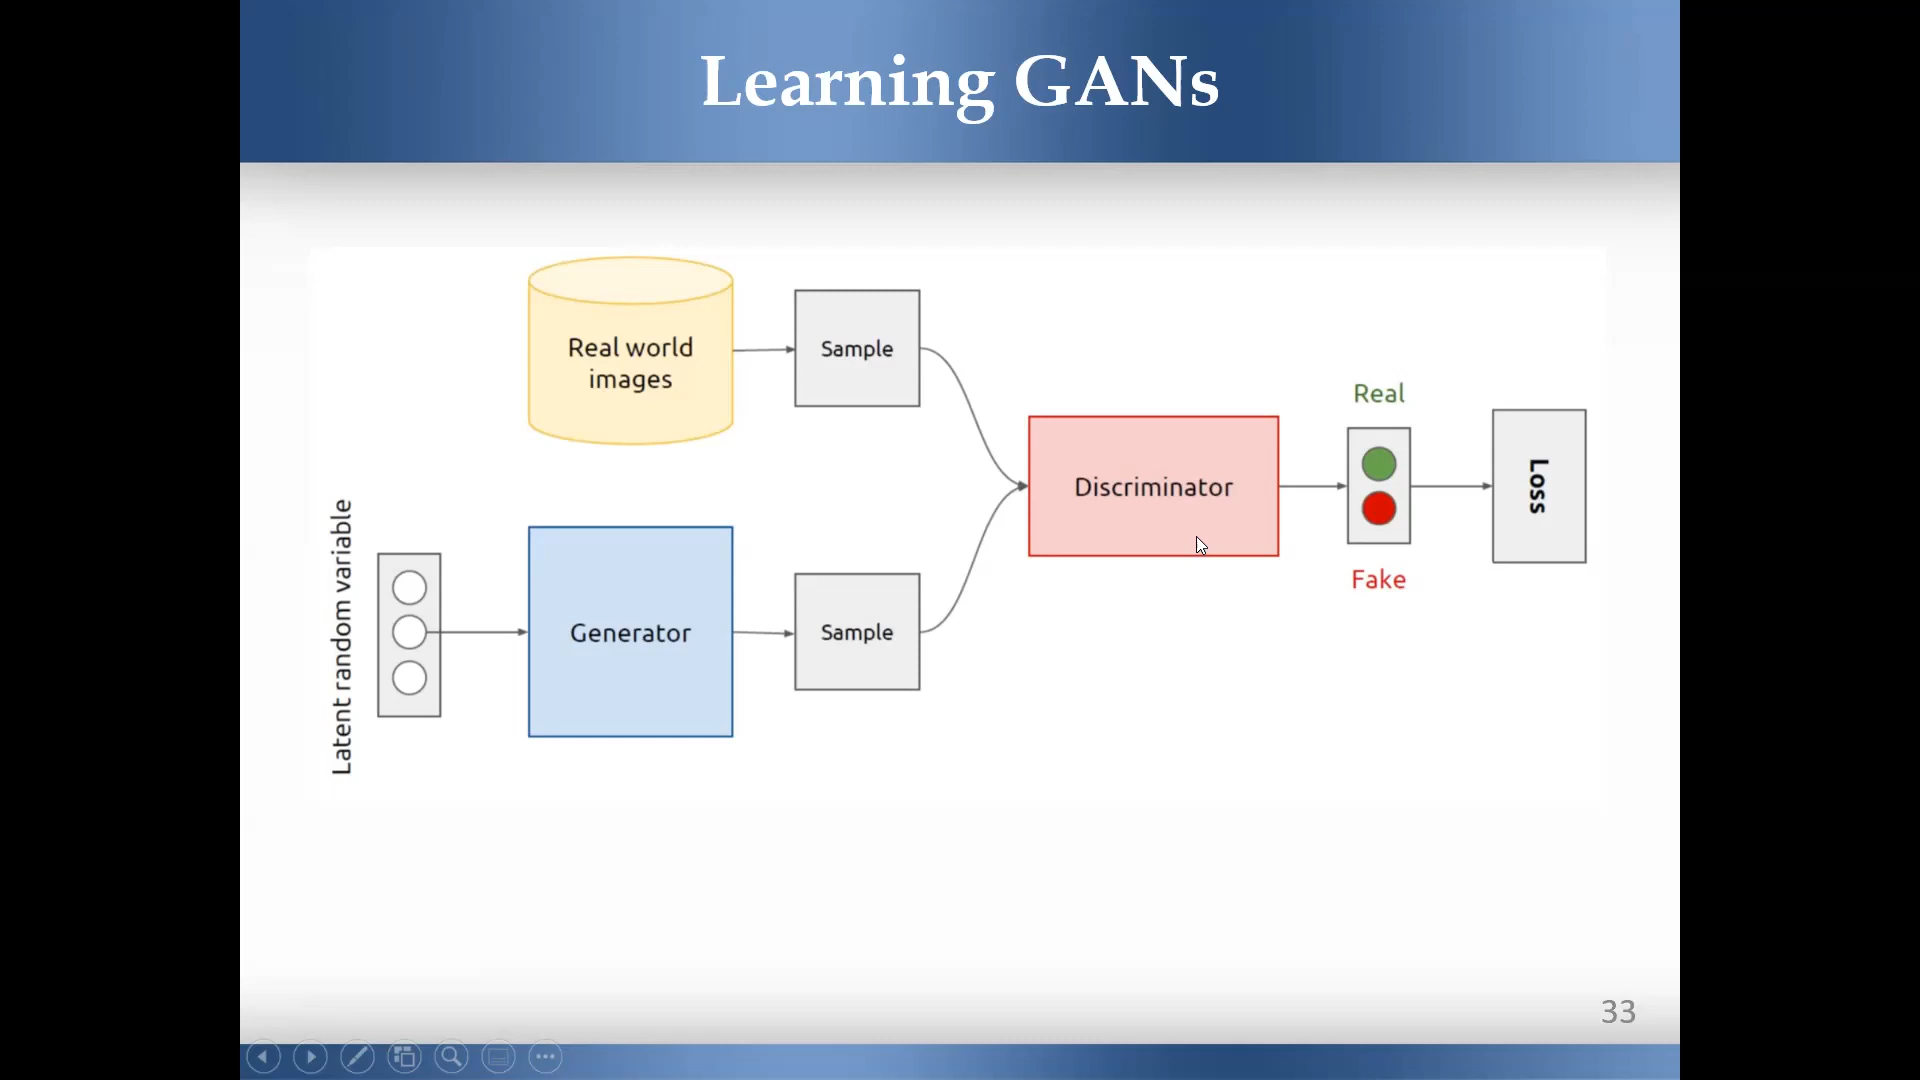 Learning GANs
Real world
images
Sample
Latent random variable
Generator
Sample
Discriminator
Real
Fake
Loss
33